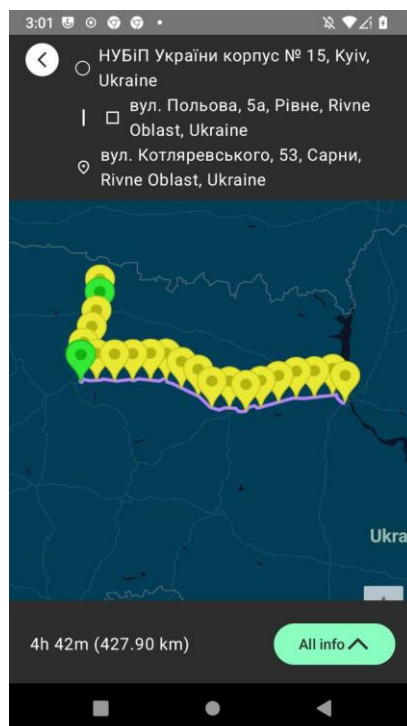 3:01
НУБіП України корпус № 15, Kyiv,
Ukraine
вул. Польова, 5а, Рівне, Rivne
Oblast, Ukraine
вул. Котляревського, 53, Сарни,
Rivne Oblast, Ukraine
Ukra
4h 42m (427.90 km)
All info